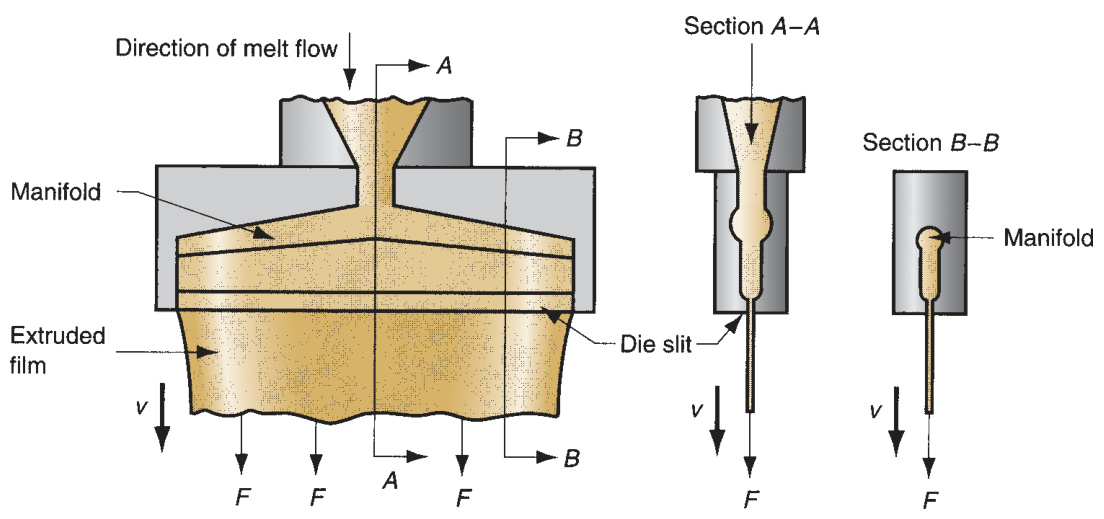 Direction of melt flow
A
B
Manifold
Extruded
film
v
F
F
A
F
B
Die slit
Section A–A
v
F
Section B–B
Manifold
v
F